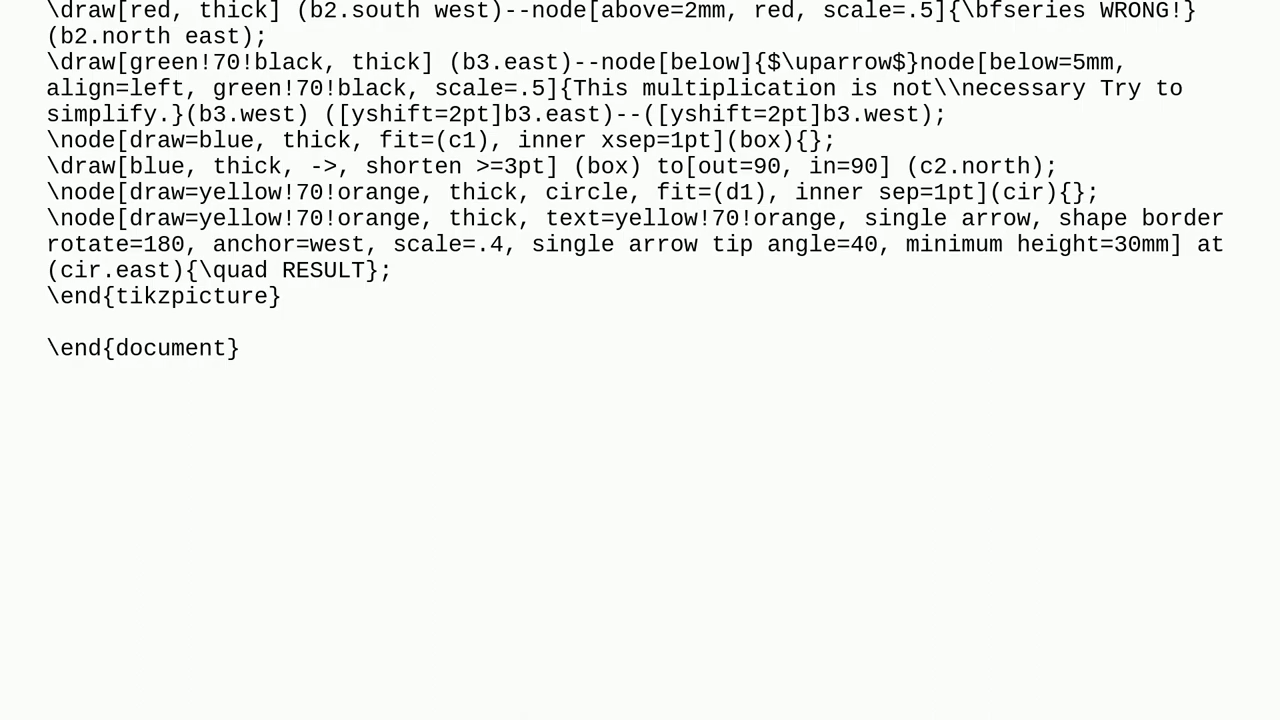 \draw[red, thick] (b2.south west)--node[above=2mm, red, scale=.5]{\bfseries WRONG!}
(b2.north east);
\draw[green!70!black, thick] (b3.east)--node[below]{$\uparrow$}node[below=5mm,
align=left, green!70!black, scale=.5]{This multiplication is not\\necessary Try to
simplify.}(b3.west) ([yshift=2pt]b3.east)--([yshift=2pt]b3.west);
\node[draw=blue, thick, fit=(c1), inner xsep=1pt](box){};
\draw[blue, thick, ->, shorten >=3pt] (box) to[out=90, in=90] (c2.north);
\node[draw=yellow!70!orange, thick, circle, fit=(d1), inner sep=1pt](cir){};
\node[draw=yellow!70!orange, thick, text=yellow!70!orange, single arrow, shape border
rotate=180, anchor=west, scale=.4, single arrow tip angle=40, minimum height=30mm] at
(cir.east){\quad RESULT};
\end{tikzpicture}
\end{document}